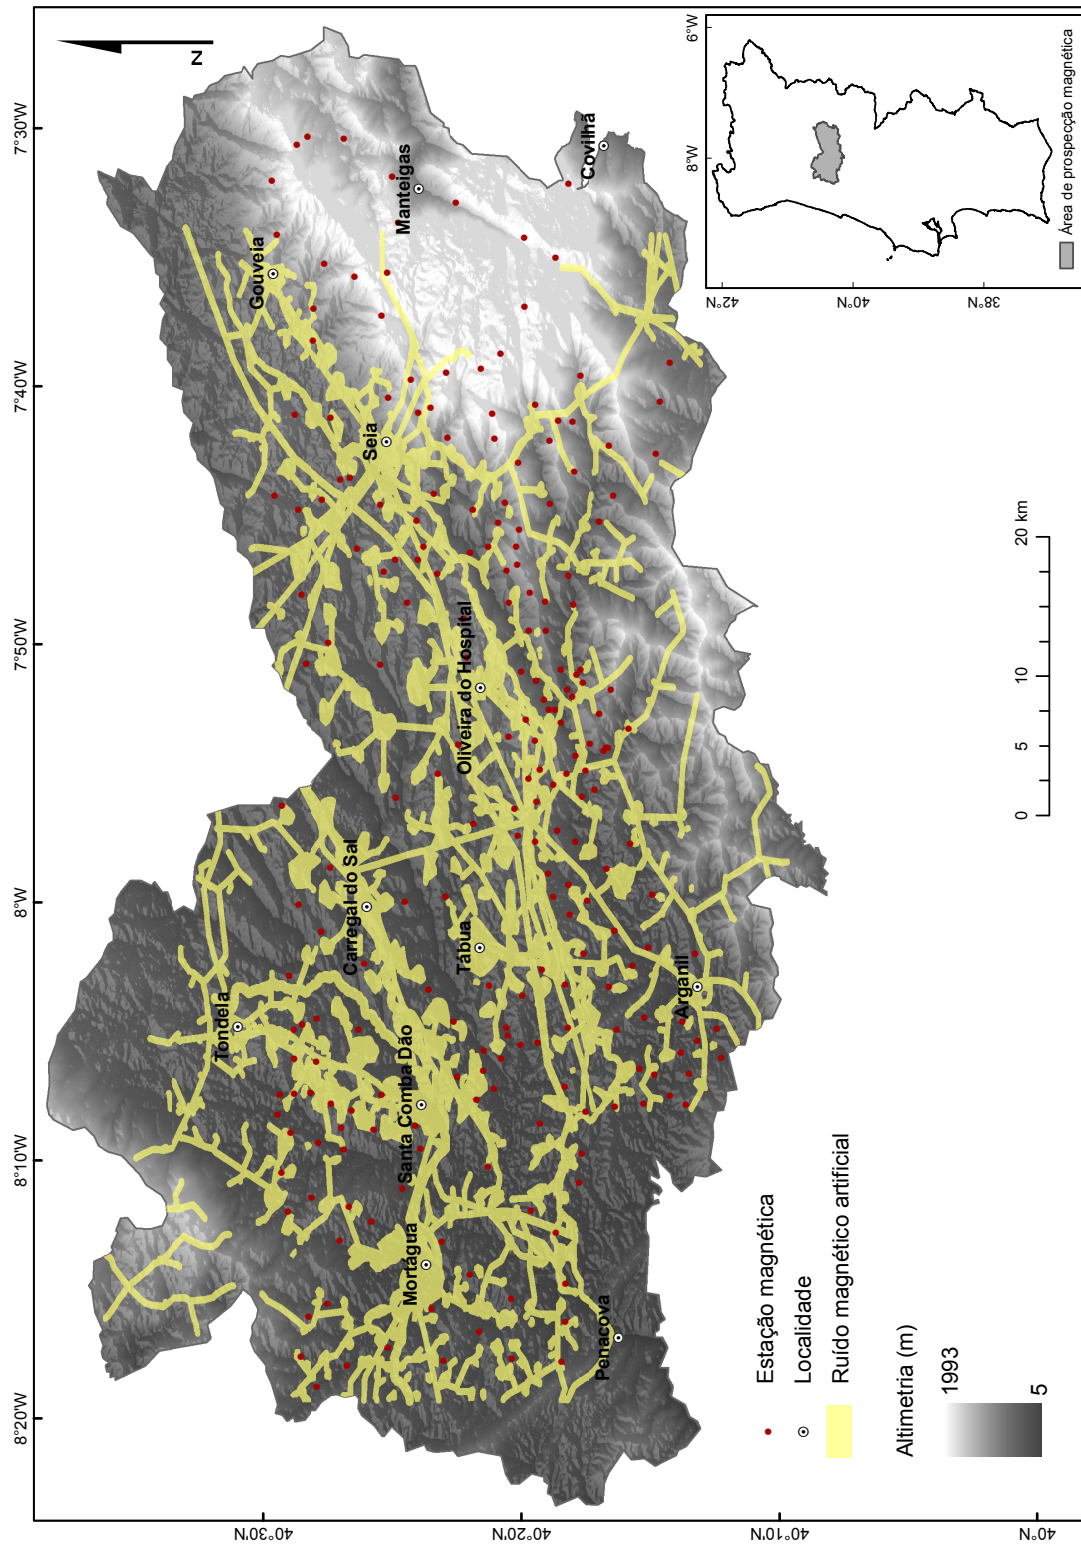 8°20'W
8°10'W
8°W
7°50'W
7°40'W
7°30'W
40°30'N
40°20'N
40°10'N
40°N
N
Gouveia
Manteigas
Covilhã
Seia
Oliveira do Hospital
Carregal do Sal
Tábua
Tondela
Santa Comba Dão
Arganil
Mortágua
Penacova
Estação magnética
Localidade
Ruído magnético artificial
Altimetria (m)
1993
5
0 5 10 20 km
8°W
6°W
42°N
40°N
38°N
Área de prospecção magnética